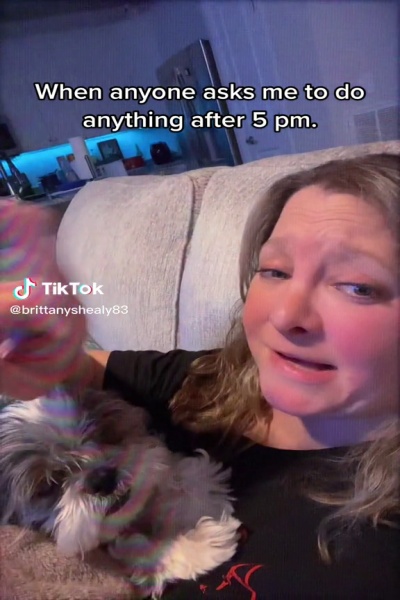 When anyone asks me to do
anything after 5 pm.
TikTok
@brittanyshealy83